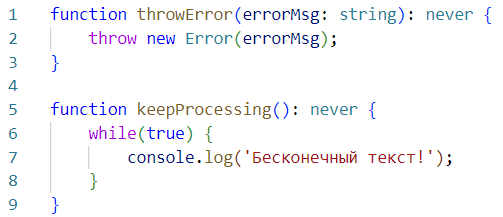 1 function throwError(errorMsg: string): never {
2     throw new Error(errorMsg);
3 }
4
5 function keepProcessing(): never {
6     while(true) {
7         console.log('Бесконечный текст!');
8     }
9 }